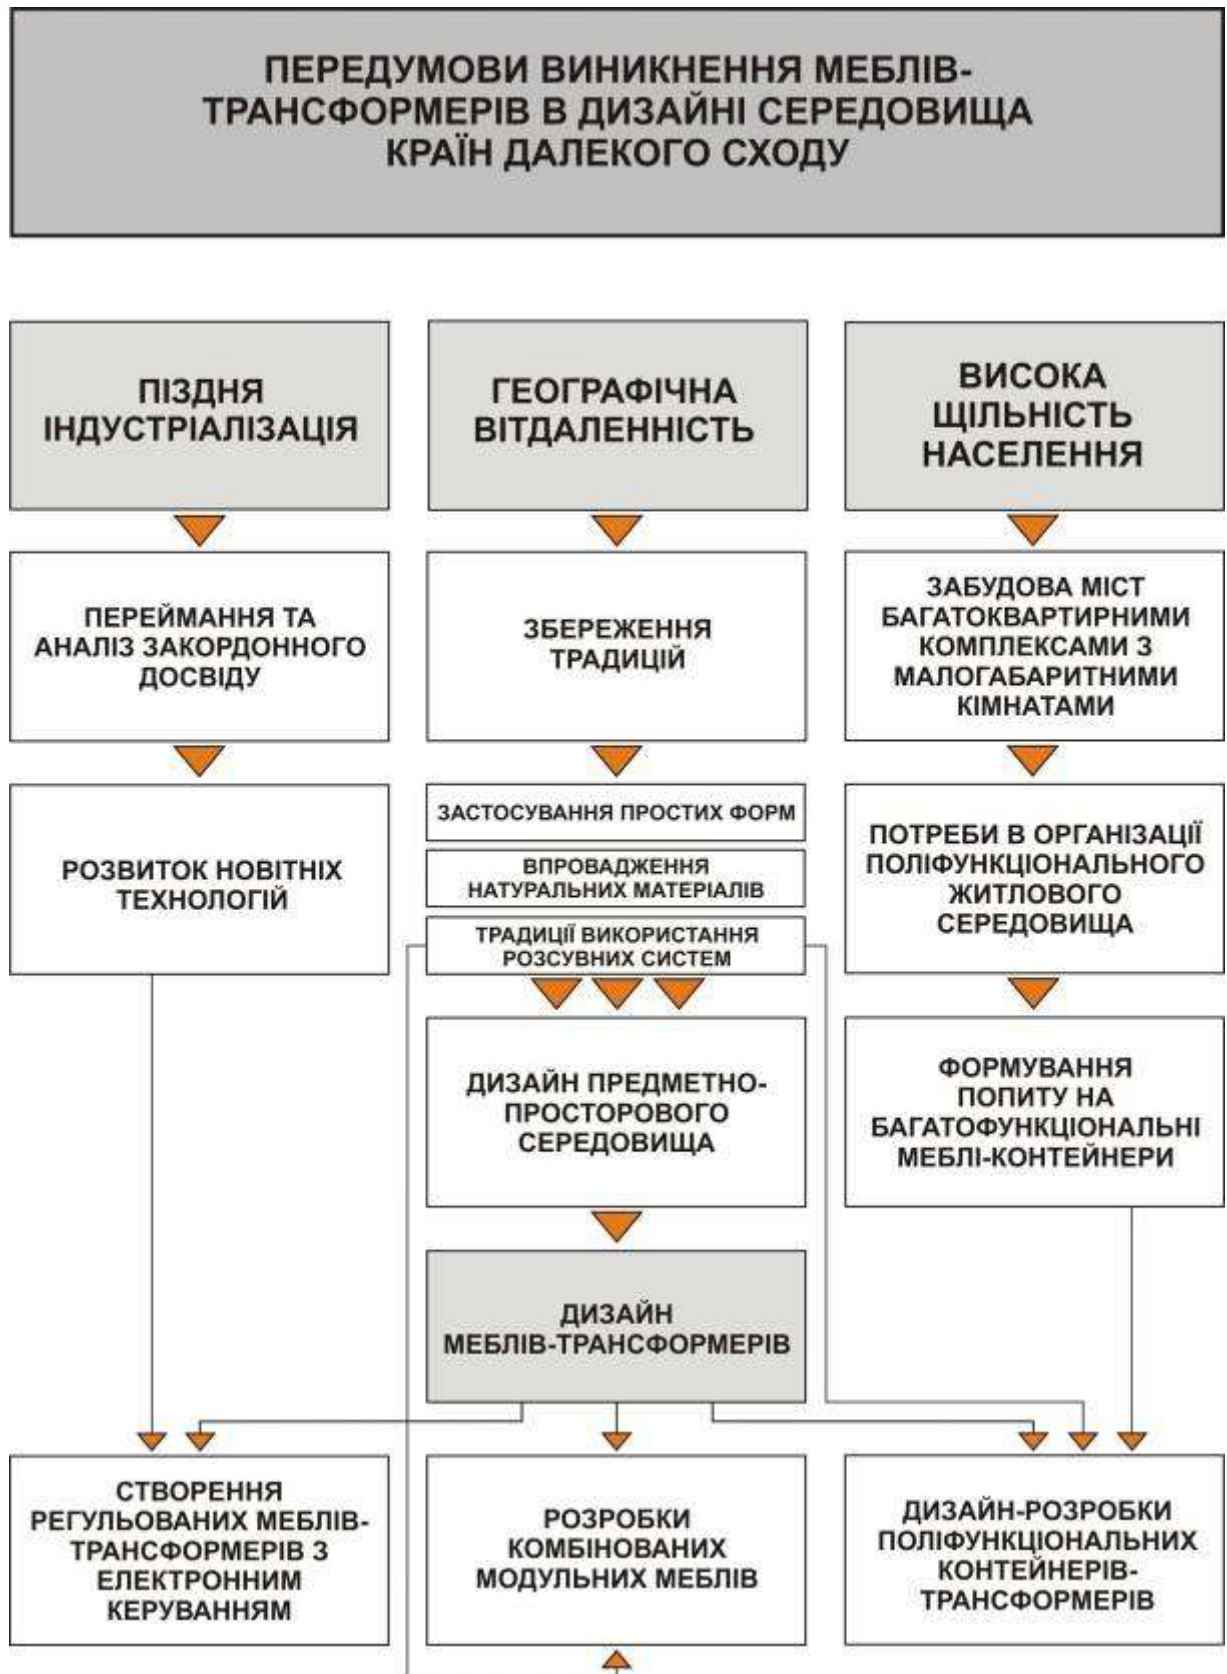 ПЕРЕДУМОВИ ВИНИКНЕННЯ МЕБЛІВ-
ТРАНСФОРМЕРІВ В ДИЗАЙНІ СЕРЕДОВИЩА
КРАЇН ДАЛЕКОГО СХОДУ
ПІЗДНЯ
ІНДУСТРІАЛІЗАЦІЯ
ГЕОГРАФІЧНА
ВІТДАЛЕННІСТЬ
ВИСОКА
ЩІЛЬНІСТЬ
НАСЕЛЕННЯ
ПЕРЕЙМАННЯ ТА
АНАЛІЗ ЗАКОРДОННОГО
ДОСВІДУ
ЗБЕРЕЖЕННЯ
ТРАДИЦІЙ
ЗАБУДОВА МІСТ
БАГАТОКВАРТИРНИМИ
КОМПЛЕКСАМИ З
МАЛОГАБАРИТНИМИ
КІМНАТАМИ
РОЗВИТОК НОВІТНІХ
ТЕХНОЛОГІЙ
ЗАСТОСУВАННЯ ПРОСТИХ ФОРМ
ВПРОВАДЖЕННЯ
НАТУРАЛЬНИХ МАТЕРІАЛІВ
ТРАДИЦІЇ ВИКОРИСТАННЯ
РОЗСУВНИХ СИСТЕМ
ПОТРЕБИ В ОРГАНІЗАЦІЇ
ПОЛІФУНКЦІОНАЛЬНОГО
ЖИТЛОВОГО
СЕРЕДОВИЩА
ДИЗАЙН ПРЕДМЕТНО-
ПРОСТОРОВОГО
СЕРЕДОВИЩА
ФОРМУВАННЯ
ПОПИТУ НА
БАГАТОФУНКЦІОНАЛЬНІ
МЕБЛІ-КОНТЕЙНЕРИ
ДИЗАЙН
МЕБЛІВ-ТРАНСФОРМЕРІВ
СТВОРЕННЯ
РЕГУЛЬОВАНИХ МЕБЛІВ-
ТРАНСФОРМЕРІВ З
ЕЛЕКТРОННИМ
КЕРУВАННЯМ
РОЗРОБКИ
КОМБІНОВАНИХ
МОДУЛЬНИХ МЕБЛІВ
ДИЗАЙН-РОЗРОБКИ
ПОЛІФУНКЦІОНАЛЬНИХ
КОНТЕЙНЕРІВ-
ТРАНСФОРМЕРІВ